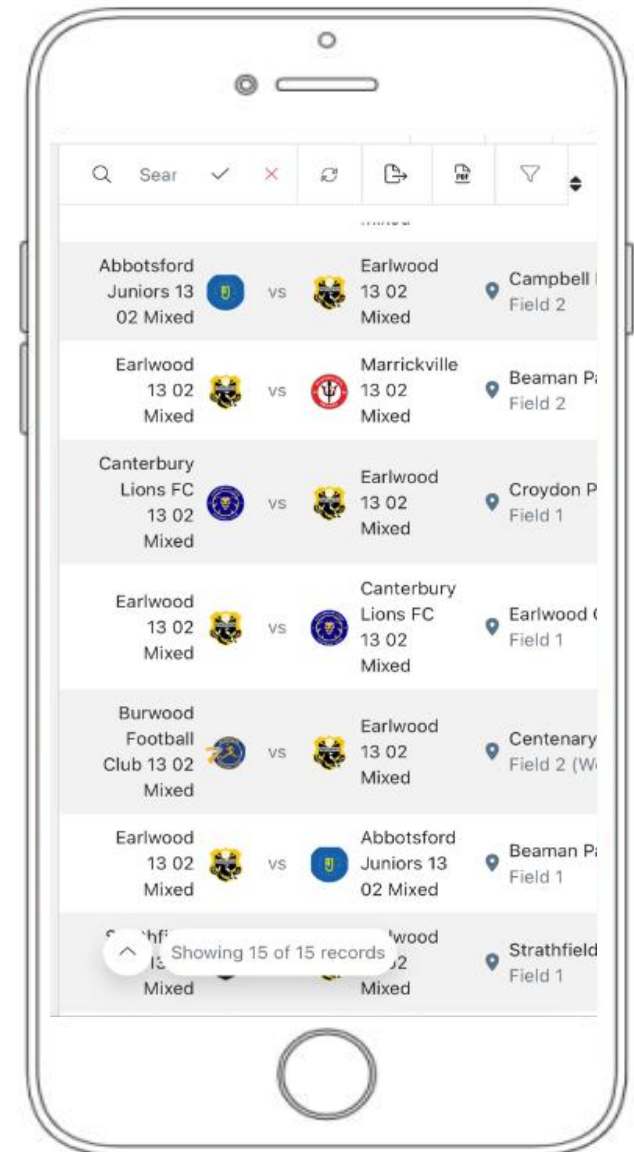 Sear
PDF
Abbotsford
Juniors 13
02 Mixed
vs
Earlwood
13 02
Mixed
Campbell
Field 2
Earlwood
13 02
Mixed
vs
Marrickville
13 02
Mixed
Beaman Pa
Field 2
Canterbury
Lions FC
13 02
Mixed
vs
Earlwood
13 02
Mixed
Croydon P
Field 1
Earlwood
13 02
Mixed
vs
Canterbury
Lions FC
13 02
Mixed
Earlwood
Field 1
Burwood
Football
Club 13 02
Mixed
vs
Earlwood
13 02
Mixed
Centenary
Field 2 (We
Earlwood
13 02
Mixed
vs
Abbotsford
Juniors 13
02 Mixed
Beaman Pa
Field 1
Mixed
Showing 15 of 15 records
wood
Mixed
Strathfield
Field 1